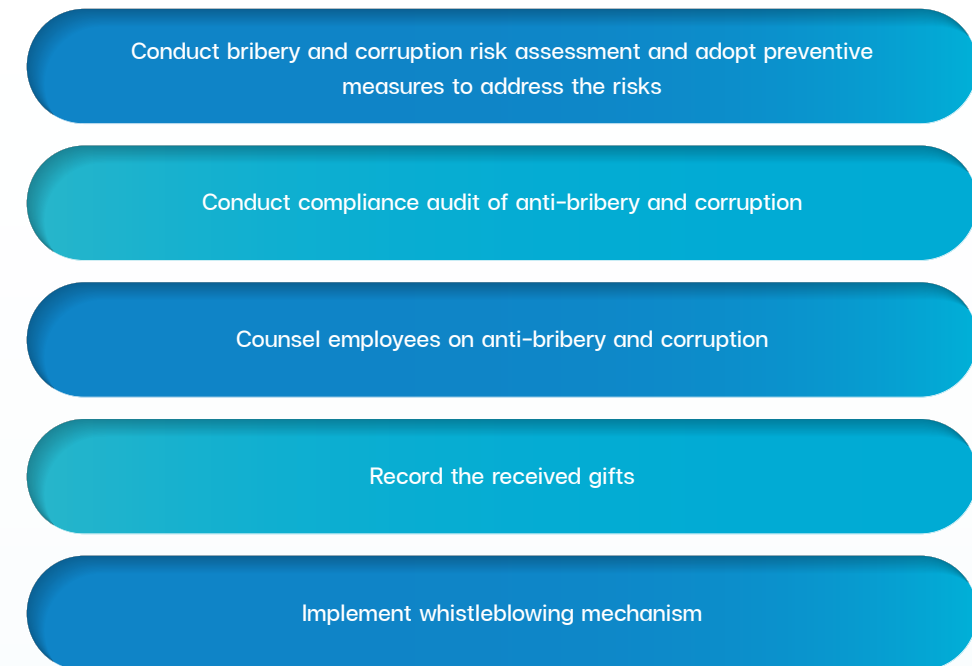 Conduct bribery and corruption risk assessment and adopt preventive
measures to address the risks
Conduct compliance audit of anti-bribery and corruption
Counsel employees on anti-bribery and corruption
Record the received gifts
Implement whistleblowing mechanism